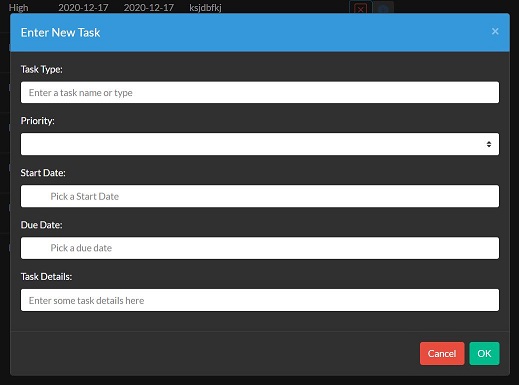 High 2020-12-17 2020-12-17 ksjdbfkj
Enter New Task ×
Task Type:
Enter a task name or type
Priority:
Start Date:
Pick a Start Date
Due Date:
Pick a due date
Task Details:
Enter some task details here
Cancel OK